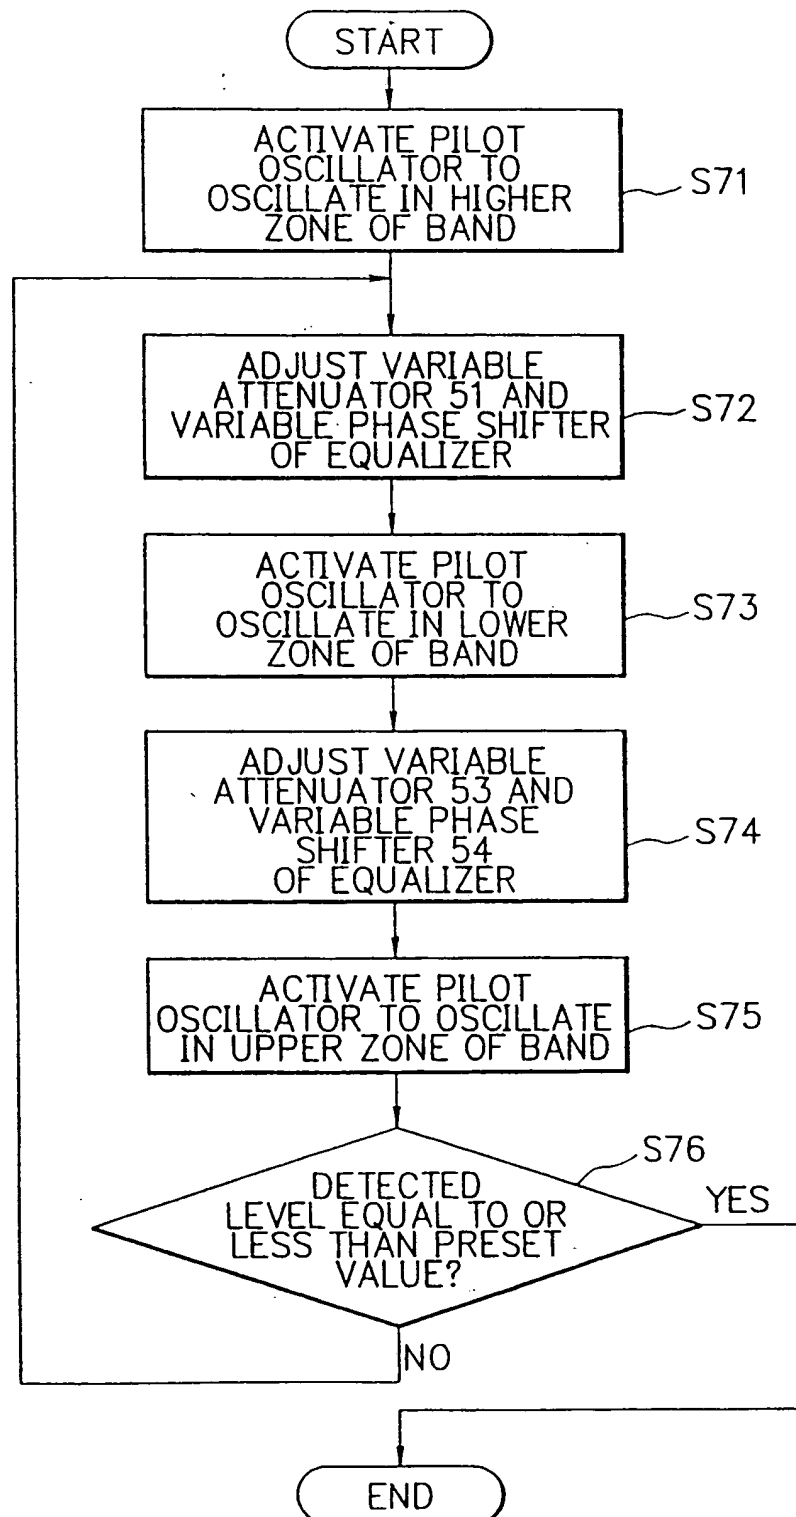 START
ACTIVATE PILOT
OSCILLATOR TO
OSCILLATE IN HIGHER
ZONE OF BAND
S71
ADJUST VARIABLE
ATTENUATOR 51 AND
VARIABLE PHASE SHIFTER
OF EQUALIZER
S72
ACTIVATE PILOT
OSCILLATOR TO
OSCILLATE IN LOWER
ZONE OF BAND
S73
ADJUST VARIABLE
ATTENUATOR 53 AND
VARIABLE PHASE
SHIFTER 54
OF EQUALIZER
S74
ACTIVATE PILOT
OSCILLATOR TO OSCILLATE
IN UPPER ZONE OF BAND
S75
S76
DETECTED
LEVEL EQUAL TO OR
LESS THAN PRESET
VALUE?
YES
NO
END